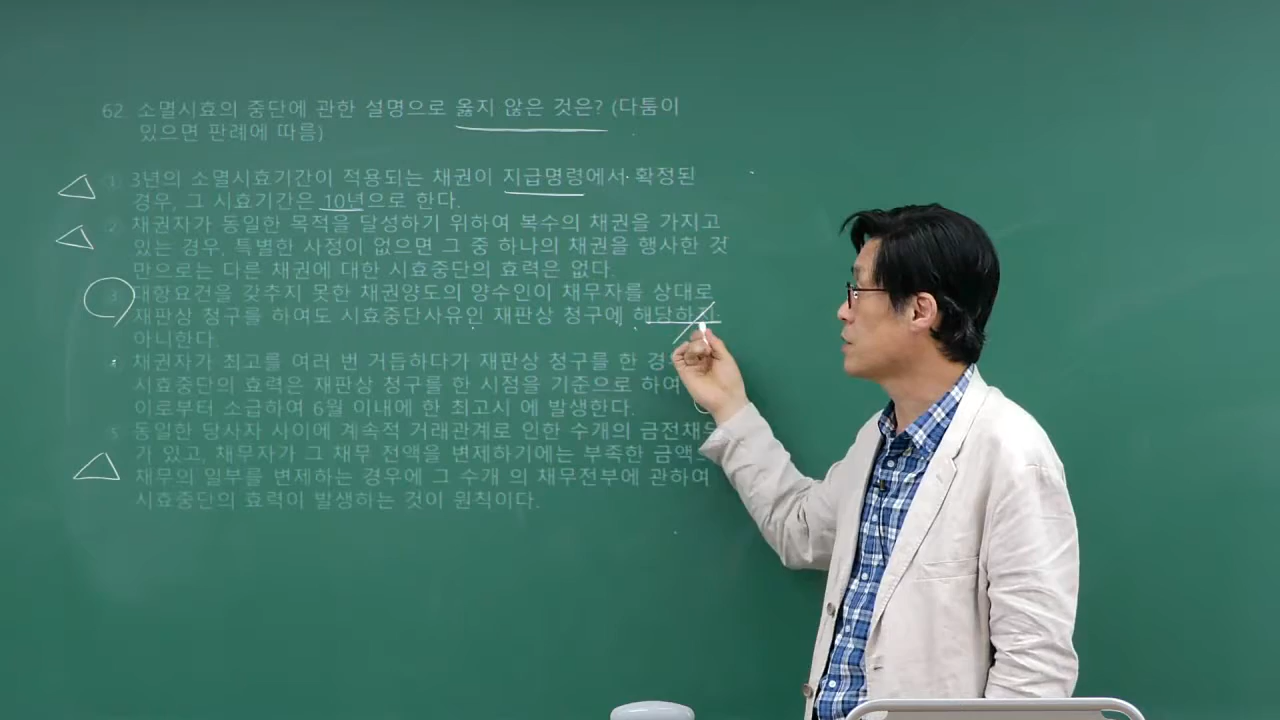 62. 소멸시효의 중단에 관한 설명으로 옳지 않은 것은? (다툼이
있으면 판례에 따름)
① 3년의 소멸시효기간이 적용되는 채권이 지급명령에서 확정된
경우, 그 시효기간은 10년으로 한다.
② 채권자가 동일한 목적을 달성하기 위하여 복수의 채권을 가지고
있는 경우, 특별한 사정이 없으면 그 중 하나의 채권을 행사한 것
만으로는 다른 채권에 대한 시효중단의 효력은 없다.
③ 대항요건을 갖추지 못한 채권양도의 양수인이 채무자를 상대로
재판상 청구를 하여도 시효중단사유인 재판상 청구에 해당하지
아니한다.
채권자가 최고를 여러 번 거듭하다가 재판상 청구를 한
시효중단의 효력은 재판상 청구를 한 시점을 기준으로 하여
이로부터 소급하여 6월 이내에 한 최고시 에 발생한다.
동일한 당사자 사이에 계속적 거래관계로 인한 수개의
가 있고 채무자가 그 채무 전액을 변제하기에는 부족한
채무의 일부를 변제하는 경우에 그 수개 의 채무전부에 관하여
시효중단의 효력이 발생하는 것이 원칙이다.